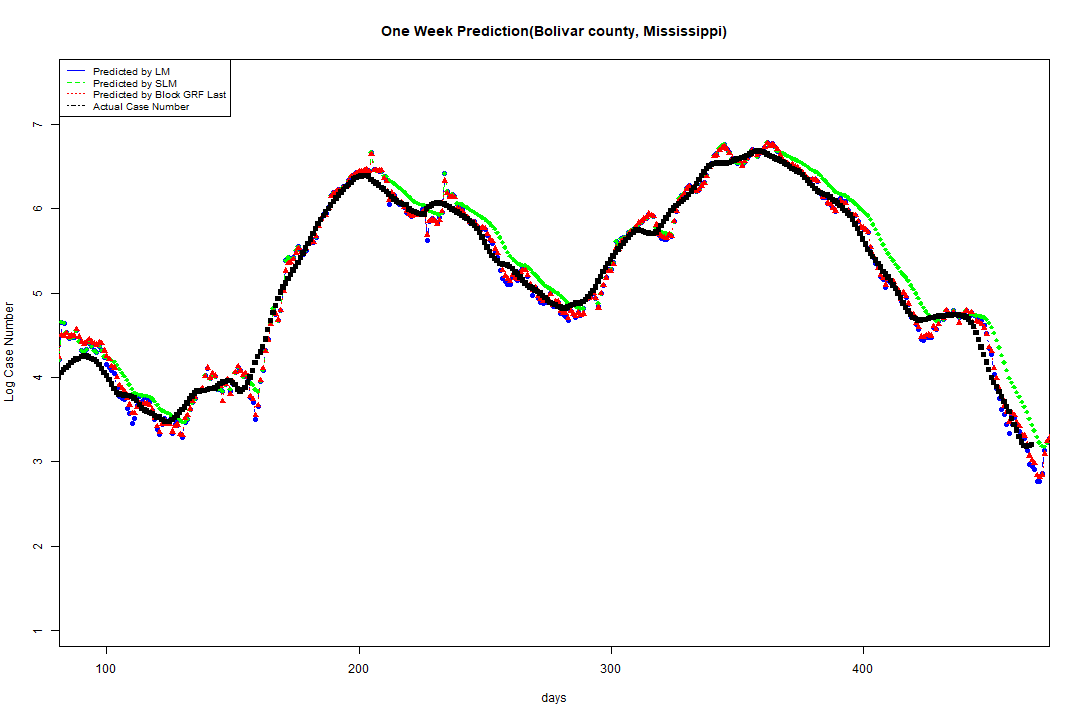 One Week Prediction(Bolivar county, Mississippi)
Predicted by LM
Predicted by SLM
Predicted by Block GRF Last
Actual Case Number
Log Case Number
7
6
5
4
3
2
1
100 200 300 400
days